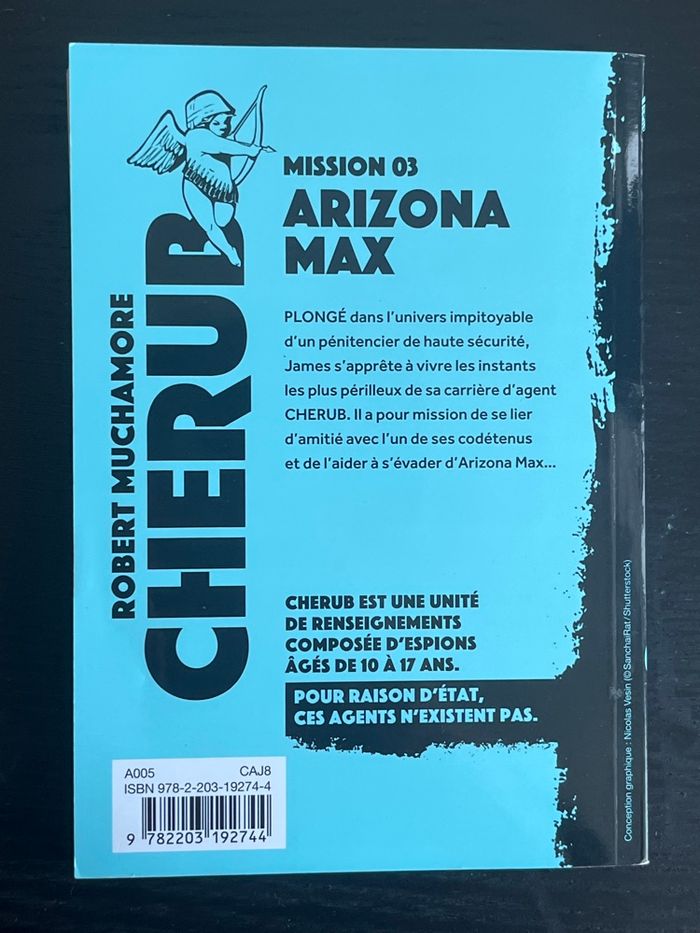 ROBERT MUCHAMORE
CHERUB
MISSION 03
ARIZONA
MAX
PLONGÉ dans l'univers impitoyable
d'un pénitencier de haute sécurité,
James s'apprête à vivre les instants
les plus périlleux de sa carrière d'agent
CHERUB. Il a pour mission de se lier
d'amitié avec l'un de ses codétenus
et de l'aider à s'évader d'Arizona Max...
CHERUB EST UNE UNITÉ
DE RENSEIGNEMENTS
COMPOSÉE D'ESPIONS
ÂGÉS DE 10 À 17 ANS.
POUR RAISON D'ÉTAT,
CES AGENTS N'EXISTENT PAS.
A005 CAJ8
ISBN 978-2-203-19274-4
9 782203 192744
Conception graphique : Nicolas Vesin (©SanchaiRat/Shutterstock)